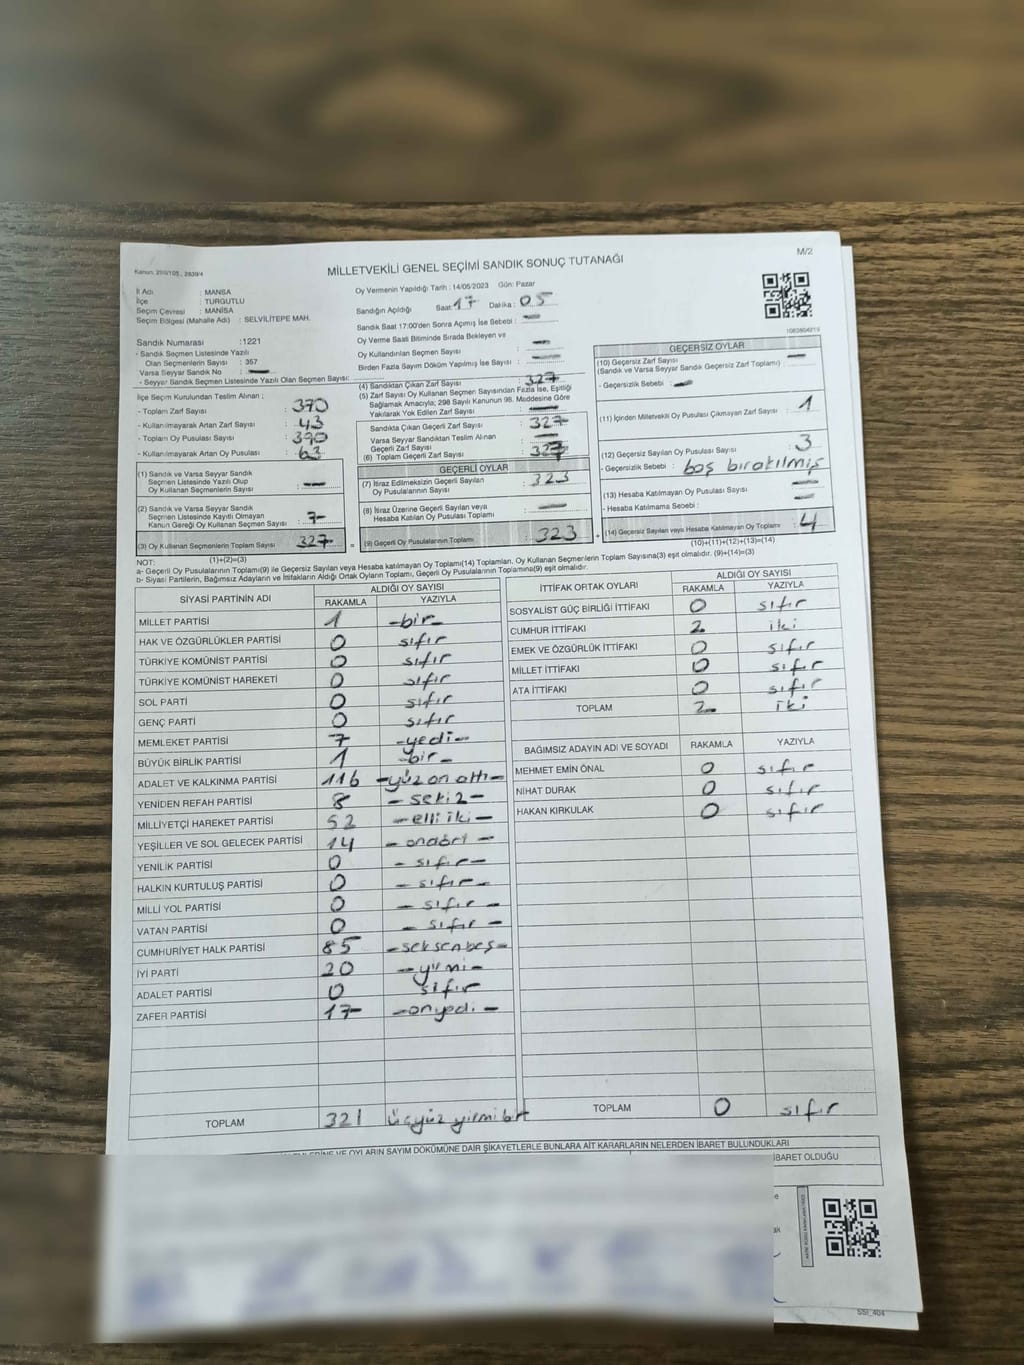 M/2
Kanun: 298/105, 2839/4
MİLLETVEKİLİ GENEL SEÇİMİ SANDIK SONUÇ TUTANAĞI
İl Adı : MANİSA
İlçe : TURGUTLU
Seçim Çevresi : MANİSA
Seçim Bölgesi (Mahalle Adı) : SELVİLİTEPE MAH.
Oy Vermenin Yapıldığı Tarih : 14/05/2023 Gün: Pazar
Sandığın Açıldığı Saat: 17 Dakika: 05
Sandık Saat 17:00'den Sonra Açılmış İse Sebebi : —
Oy Verme Saati Bitiminde Sırada Bekleyen ve
Oy Kullandırılan Seçmen Sayısı : —
Birden Fazla Sayım Döküm Yapılmış İse Sayısı : —
Sandık Numarası :1221
- Sandık Seçmen Listesinde Yazılı
Olan Seçmenlerin Sayısı : 357
Varsa Seyyar Sandık No : —
- Seyyar Sandık Seçmen Listesinde Yazılı Olan Seçmen Sayısı:
İlçe Seçim Kurulundan Teslim Alınan ;
- Toplam Zarf Sayısı : 370
- Kullanılmayarak Artan Zarf Sayısı : 43
- Toplam Oy Pusulası Sayısı : 390
- Kullanılmayarak Artan Oy Pusulası : 63
(1) Sandık ve Varsa Seyyar Sandık
Seçmen Listesinde Yazılı Olup
Oy Kullanan Seçmenlerin Sayısı : —
(2) Sandık ve Varsa Seyyar Sandık
Seçmen Listesinde Kayıtlı Olmayan
Kanun Gereği Oy Kullanan Seçmen Sayısı : 7
(3) Oy Kullanan Seçmenlerin Toplam Sayısı 327
(1)+(2)=(3)
(4) Sandıktan Çıkan Zarf Sayısı : 327
(5) Zarf Sayısı Oy Kullanan Seçmen Sayısından Fazla İse, Eşitliği
Sağlamak Amacıyla; 298 Sayılı Kanunun 98. Maddesine Göre
Yakılarak Yok Edilen Zarf Sayısı : —
Sandıkta Çıkan Geçerli Zarf Sayısı : 327
Varsa Seyyar Sandıktan Teslim Alınan
Geçerli Zarf Sayısı : —
(6) Toplam Geçerli Zarf Sayısı : 327
GEÇERLİ OYLAR
(7) İtiraz Edilmeksizin Geçerli Sayılan
Oy Pusulalarının Sayısı : 323
(8) İtiraz Üzerine Geçerli Sayılan veya
Hesaba Katılan Oy Pusulası Toplamı : —
(9) Geçerli Oy Pusulalarının Toplamı : 323
GEÇERSİZ OYLAR
(10) Geçersiz Zarf Sayısı : —
(Sandık ve Varsa Seyyar Sandık Geçersiz Zarf Toplamı)
- Geçersizlik Sebebi : —
(11) İçinden Milletvekili Oy Pusulası Çıkmayan Zarf Sayısı : 1
(12) Geçersiz Sayılan Oy Pusulası Sayısı : 3
- Geçersizlik Sebebi : boş bırakılmış
(13) Hesaba Katılmayan Oy Pusulası Sayısı : —
- Hesaba Katılmama Sebebi : —
(14) Geçersiz Sayılan veya Hesaba Katılmayan Oy Toplamı : 4
(10)+(11)+(12)+(13)=(14)
NOT:
a- Geçerli Oy Pusulalarının Toplamı(9) ile Geçersiz Sayılan veya Hesaba katılmayan Oy Toplamı(14) Toplamları, Oy Kullanan Seçmenlerin Toplam Sayısına(3) eşit olmalıdır. (9)+(14)=(3)
b- Siyasi Partilerin, Bağımsız Adayların ve İttifakların Aldığı Ortak Oyların Toplamı, Geçerli Oy Pusulalarının Toplamına(9) eşit olmalıdır.
SİYASİ PARTİNİN ADI ALDIĞI OY SAYISI
RAKAMLA YAZIYLA
MİLLET PARTİSİ 1 -bir-
HAK VE ÖZGÜRLÜKLER PARTİSİ 0 sıfır
TÜRKİYE KOMÜNİST PARTİSİ 0 sıfır
TÜRKİYE KOMÜNİST HAREKETİ 0 sıfır
SOL PARTİ 0 sıfır
GENÇ PARTİ 0 sıfır
MEMLEKET PARTİSİ 7 -yedi-
BÜYÜK BİRLİK PARTİSİ 1 -bir-
ADALET VE KALKINMA PARTİSİ 116 -yüz on altı-
YENİDEN REFAH PARTİSİ 8 -sekiz-
MİLLİYETÇİ HAREKET PARTİSİ 52 -elli iki-
YEŞİLLER VE SOL GELECEK PARTİSİ 14 -ondört-
YENİLİK PARTİSİ 0 -sıfır-
HALKIN KURTULUŞ PARTİSİ 0 -sıfır-
MİLLİ YOL PARTİSİ 0 -sıfır-
VATAN PARTİSİ 0 -sıfır-
CUMHURİYET HALK PARTİSİ 85 -seksenbeş-
İYİ PARTİ 20 -yirmi-
ADALET PARTİSİ 0 sıfır
ZAFER PARTİSİ 17 -onyedi-
TOPLAM 321 üçyüz yirmi bir
İTTİFAK ORTAK OYLARI ALDIĞI OY SAYISI
RAKAMLA YAZIYLA
SOSYALİST GÜÇ BİRLİĞİ İTTİFAKI 0 sıfır
CUMHUR İTTİFAKI 2 iki
EMEK VE ÖZGÜRLÜK İTTİFAKI 0 sıfır
MİLLET İTTİFAKI 0 sıfır
ATA İTTİFAKI 0 sıfır
TOPLAM 2 iki
BAĞIMSIZ ADAYIN ADI VE SOYADI RAKAMLA YAZIYLA
MEHMET EMİN ÖNAL 0 sıfır
NİHAT DURAK 0 sıfır
HAKAN KIRKULAK 0 sıfır
TOPLAM 0 sıfır
VE OYLARIN SAYIM DÖKÜMÜNE DAİR ŞİKAYETLERLE BUNLARA AİT KARARLARIN NELERDEN İBARET BULUNDUKLARI
İBARET OLDUĞU
SSİ_404